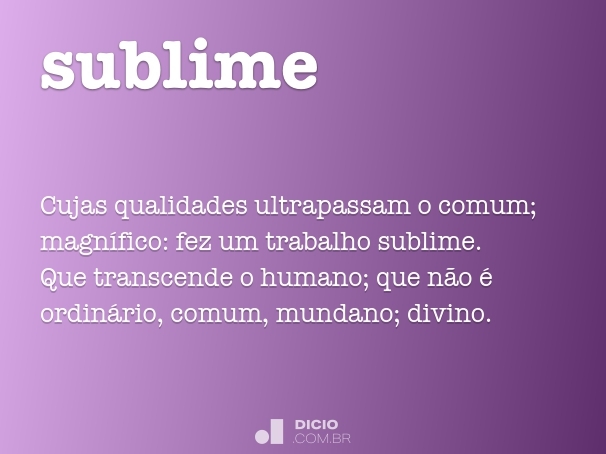 sublime
Cujas qualidades ultrapassam o comum;
magnífico: fez um trabalho sublime.
Que transcende o humano; que não é
ordinário, comum, mundano; divino.
DICIO
.COM.BR